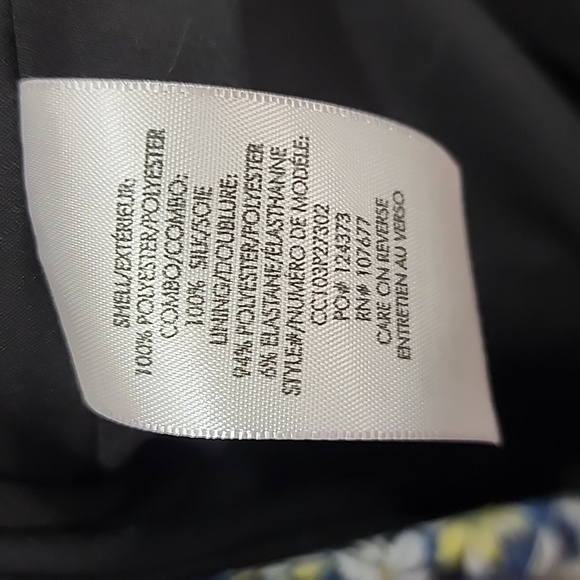 SHELL/EXTÉRIEUR:
100% POLYESTER/POLYESTER
COMBO/COMBO:
100% SILK/SOIE
LINING/DOUBLURE:
94% POLYESTER/POLYESTER
6% ELASTANE/ELASTHANNE
STYLE#/NUMÉRO DE MODÈLE:
CC103P27302
PO# 124373
RN# 107677
CARE ON REVERSE
ENTRETIEN AU VERSO